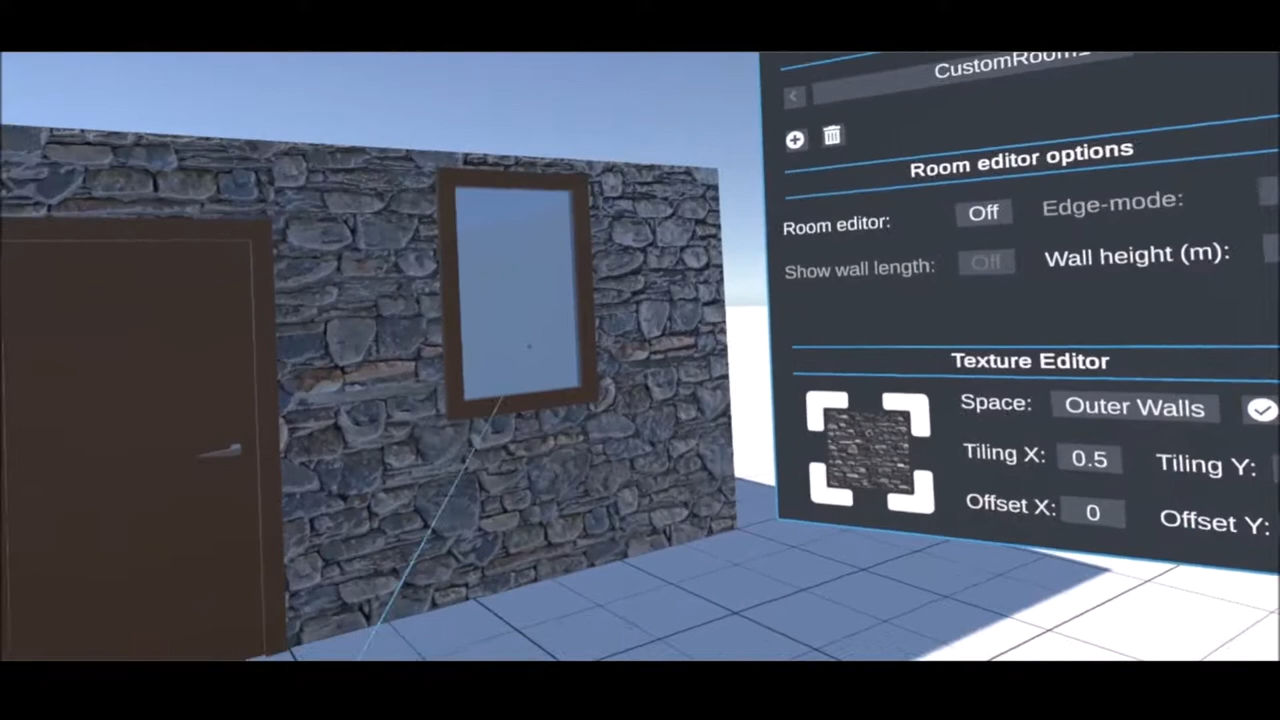 CustomRoom
Room editor options
Room editor: Off Edge-mode:
Show wall length: Off Wall height (m):
Texture Editor
Space: Outer Walls
Tiling X: 0.5 Tiling Y:
Offset X: 0 Offset Y: